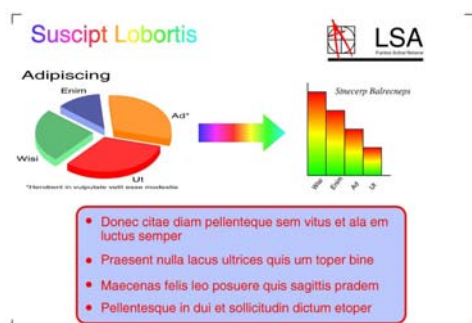 Suscipt Lobortis
LSA
Adipiscing
Enim
Ad*
Wisi
Ut
*Hendrerit in vulputate velit esse modestie
Sinecerp Balrecneps
Wisi
Enim
Ad
Ut
• Donec citae diam pellenteque sem vitus et ala em
luctus semper
• Praesent nulla lacus ultrices quis um toper bine
• Maecenas felis leo posuere quis sagittis pradem
• Pellentesque in dui et sollicitudin dictum etoper